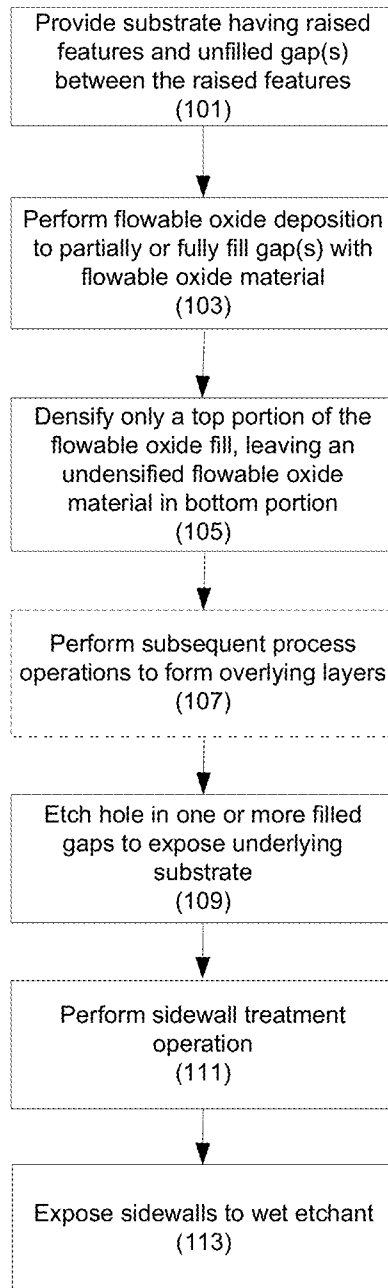 Provide substrate having raised
features and unfilled gap(s)
between the raised features
(101)
Perform flowable oxide deposition
to partially or fully fill gap(s) with
flowable oxide material
(103)
Densify only a top portion of the
flowable oxide fill, leaving an
undensified flowable oxide
material in bottom portion
(105)
Perform subsequent process
operations to form overlying layers
(107)
Etch hole in one or more filled
gaps to expose underlying
substrate
(109)
Perform sidewall treatment
operation
(111)
Expose sidewalls to wet etchant
(113)